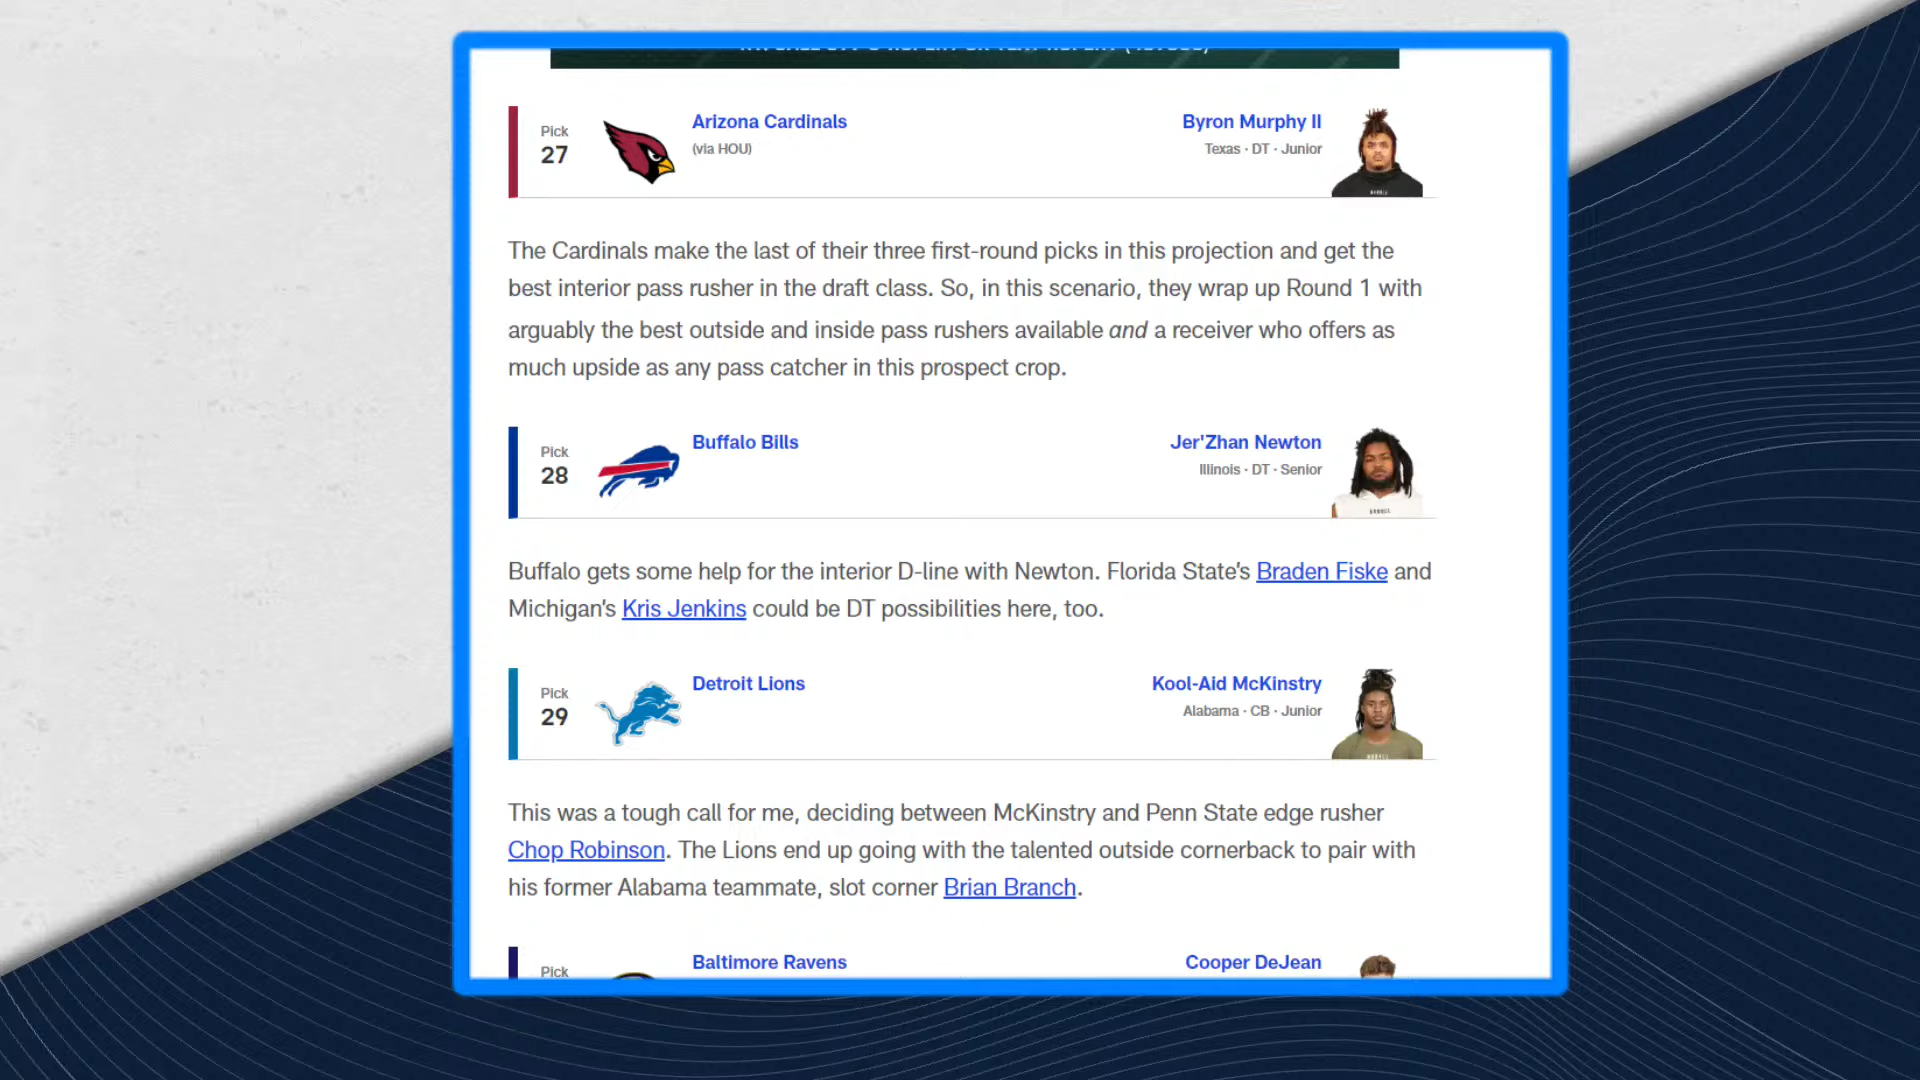 Pick
27
Arizona Cardinals
(via HOU)
Byron Murphy II
Texas · DT · Junior
The Cardinals make the last of their three first-round picks in this projection and get the
best interior pass rusher in the draft class. So, in this scenario, they wrap up Round 1 with
arguably the best outside and inside pass rushers available and a receiver who offers as
much upside as any pass catcher in this prospect crop.
Pick
28
Buffalo Bills
Jer'Zhan Newton
Illinois · DT · Senior
Buffalo gets some help for the interior D-line with Newton. Florida State's Braden Fiske and
Michigan's Kris Jenkins could be DT possibilities here, too.
Pick
29
Detroit Lions
Kool-Aid McKinstry
Alabama · CB · Junior
This was a tough call for me, deciding between McKinstry and Penn State edge rusher
Chop Robinson. The Lions end up going with the talented outside cornerback to pair with
his former Alabama teammate, slot corner Brian Branch.
Pick
Baltimore Ravens
Cooper DeJean